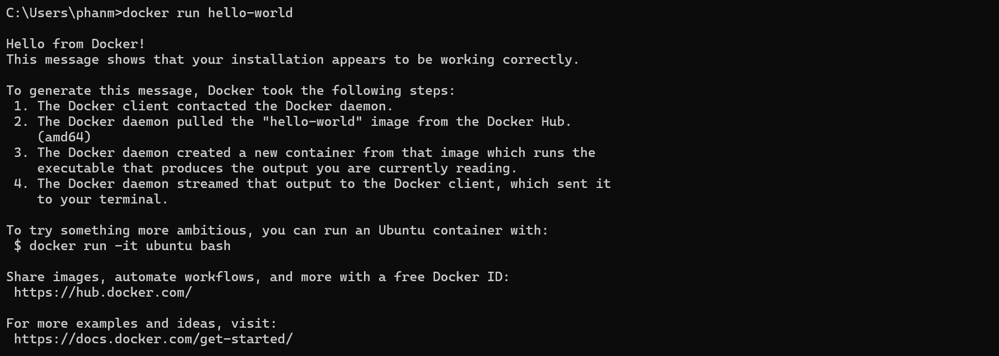 C:\Users\phanm>docker run hello-world

Hello from Docker!
This message shows that your installation appears to be working correctly.

To generate this message, Docker took the following steps:
 1. The Docker client contacted the Docker daemon.
 2. The Docker daemon pulled the "hello-world" image from the Docker Hub.
    (amd64)
 3. The Docker daemon created a new container from that image which runs the
    executable that produces the output you are currently reading.
 4. The Docker daemon streamed that output to the Docker client, which sent it
    to your terminal.

To try something more ambitious, you can run an Ubuntu container with:
 $ docker run -it ubuntu bash

Share images, automate workflows, and more with a free Docker ID:
 https://hub.docker.com/

For more examples and ideas, visit:
 https://docs.docker.com/get-started/